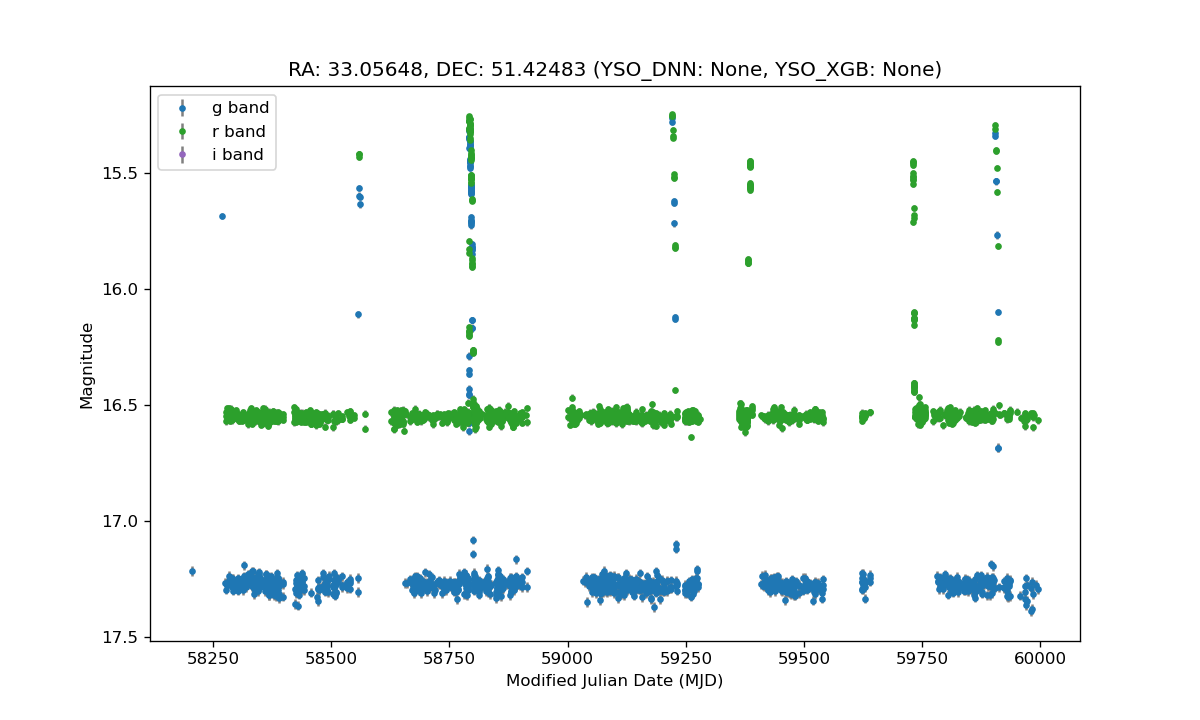 RA: 33.05648, DEC: 51.42483 (YSO_DNN: None, YSO_XGB: None)
g band
r band
i band
15.5
16.0
16.5
17.0
17.5
Magnitude
58250 58500 58750 59000 59250 59500 59750 60000
Modified Julian Date (MJD)